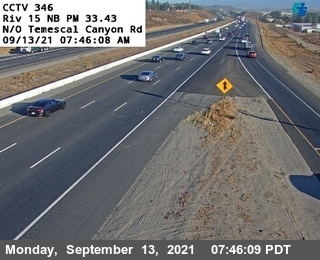 CCTV 346
Riv 15 NB PM 33.43
N/O Temescal Canyon Rd
09/13/21 07:46:08 AM
Monday, September 13, 2021 07:46:09 PDT